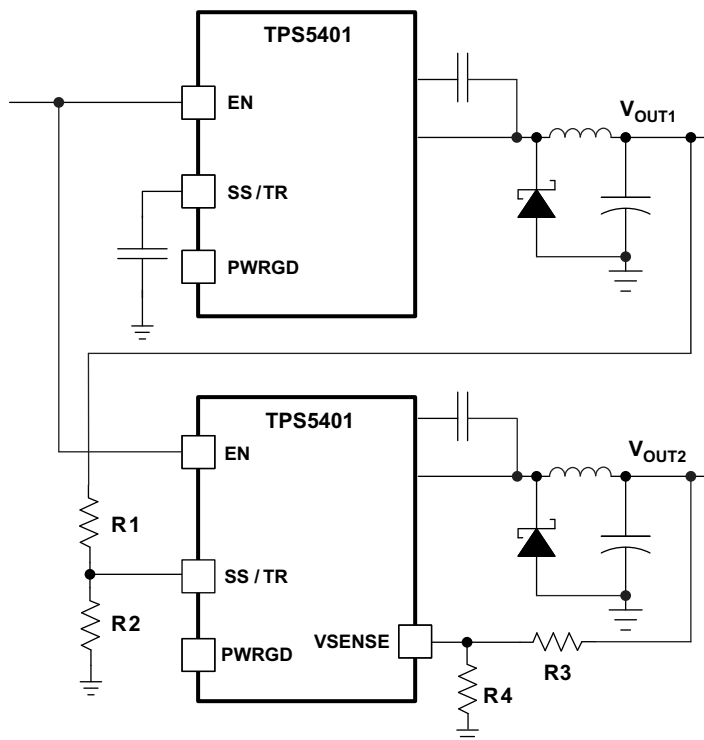 TPS5401
EN
V_OUT1
SS/TR
PWRGD
TPS5401
EN
V_OUT2
R1
SS/TR
R2
PWRGD
VSENSE
R3
R4